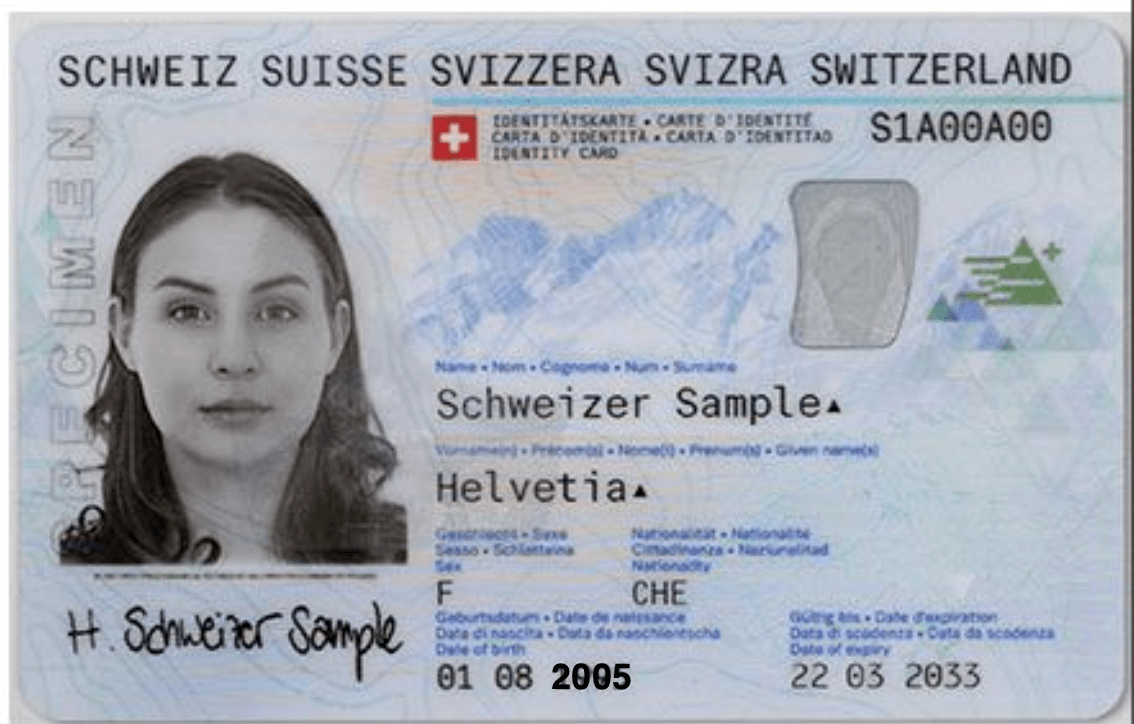 SCHWEIZ SUISSE SVIZZERA SVIZRA SWITZERLAND
IDENTITÄTSKARTE • CARTE D'IDENTITÉ
CARTA D'IDENTITÀ • CARTA D'IDENTITAD
IDENTITY CARD
S1A00A00
SPECIMEN
Name • Nom • Cognome • Num • Surname
Schweizer Sample▲
Vorname(n) • Prénom(s) • Nome(i) • Prenum(s) • Given name(s)
Helvetia▲
Geschlecht • Sexe
Sesso • Schlatteina
Sex
F
Nationalität • Nationalité
Cittadinanza • Naziunalitad
Nationality
CHE
H. Schweizer Sample
Geburtsdatum • Date de naissance
Data di nascita • Data da naschientscha
Date of birth
01 08 2005
Gültig bis • Date d'expiration
Data di scadenza • Data da scadenza
Date of expiry
22 03 2033